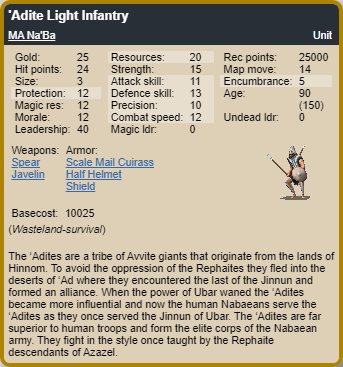 'Adite Light Infantry
MA Na'Ba Unit
Gold: 25 Resources: 20 Rec points: 25000
Hit points: 24 Strength: 15 Map move: 14
Size: 3 Attack skill: 11 Encumbrance: 5
Protection: 12 Defence skill: 13 Age: 90
Magic res: 12 Precision: 10 (150)
Morale: 12 Combat speed: 12 Undead ldr: 0
Leadership: 40 Magic ldr: 0
Weapons: Armor:
Spear Scale Mail Cuirass
Javelin Half Helmet
Shield
Basecost: 10025
(Wasteland-survival)
The 'Adites are a tribe of Avvite giants that originate from the lands of
Hinnom. To avoid the oppression of the Rephaites they fled into the
deserts of 'Ad where they encountered the last of the Jinnun and
formed an alliance. When the power of Ubar waned the 'Adites
became more influential and now the human Nabaeans serve the
'Adites as they once served the Jinnun of Ubar. The 'Adites are far
superior to human troops and form the elite corps of the Nabaean
army. They fight in the style once taught by the Rephaite
descendants of Azazel.